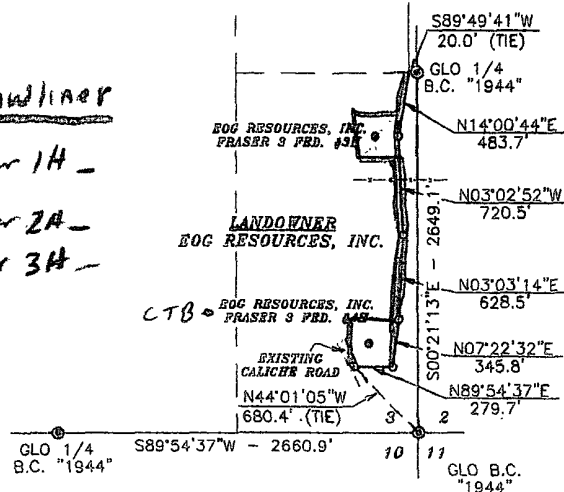 S89°49'41"W
20.0' (TIE)
GLO 1/4
B.C. "1944"
r 1H -
r 2H -
r 3H -
EOG RESOURCES, INC.
FRASER 3 FED. #3H
N14°00'44"E
483.7'
N03°02'52"W
720.5'
S00°21'13"E - 2649.1'
LANDOWNER
EOG RESOURCES, INC.
N03°03'14"E
628.5'
CTB
EOG RESOURCES, INC.
FRASER 3 FED.
N07°22'32"E
345.8'
EXISTING
CALICHE ROAD
N89°54'37"E
279.7'
N44°01'05"W
680.4' (TIE)
3 2
10 11
S89°54'37"W - 2660.9'
GLO 1/4
B.C. "1944"
GLO B.C.
"1944"